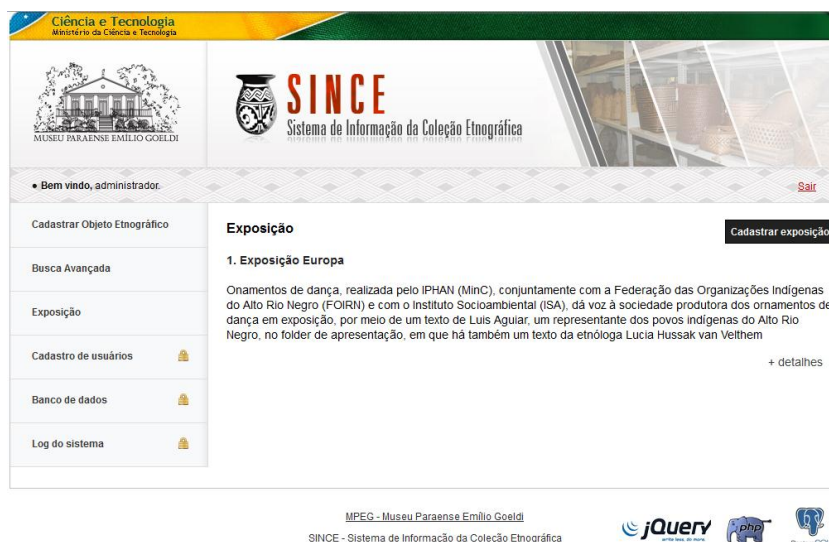 Ciência e Tecnologia
Ministério da Ciência e Tecnologia
MUSEU PARAENSE EMÍLIO GOELDI
SINCE
Sistema de Informação da Coleção Etnográfica
• Bem vindo, administrador.
Sair
Cadastrar Objeto Etnográfico
Busca Avançada
Exposição
Cadastro de usuários
Banco de dados
Log do sistema
Exposição
Cadastrar exposição
1. Exposição Europa
Onamentos de dança, realizada pelo IPHAN (MinC), conjuntamente com a Federação das Organizações Indígenas
do Alto Rio Negro (FOIRN) e com o Instituto Socioambiental (ISA), dá voz à sociedade produtora dos ornamentos de
dança em exposição, por meio de um texto de Luis Aguiar, um representante dos povos indígenas do Alto Rio
Negro, no folder de apresentação, em que há também um texto da etnóloga Lucia Hussak van Velthem
+ detalhes
MPEG - Museu Paraense Emílio Goeldi
SINCE - Sistema de Informação da Coleção Etnográfica
jQuery
write less, do more.
php